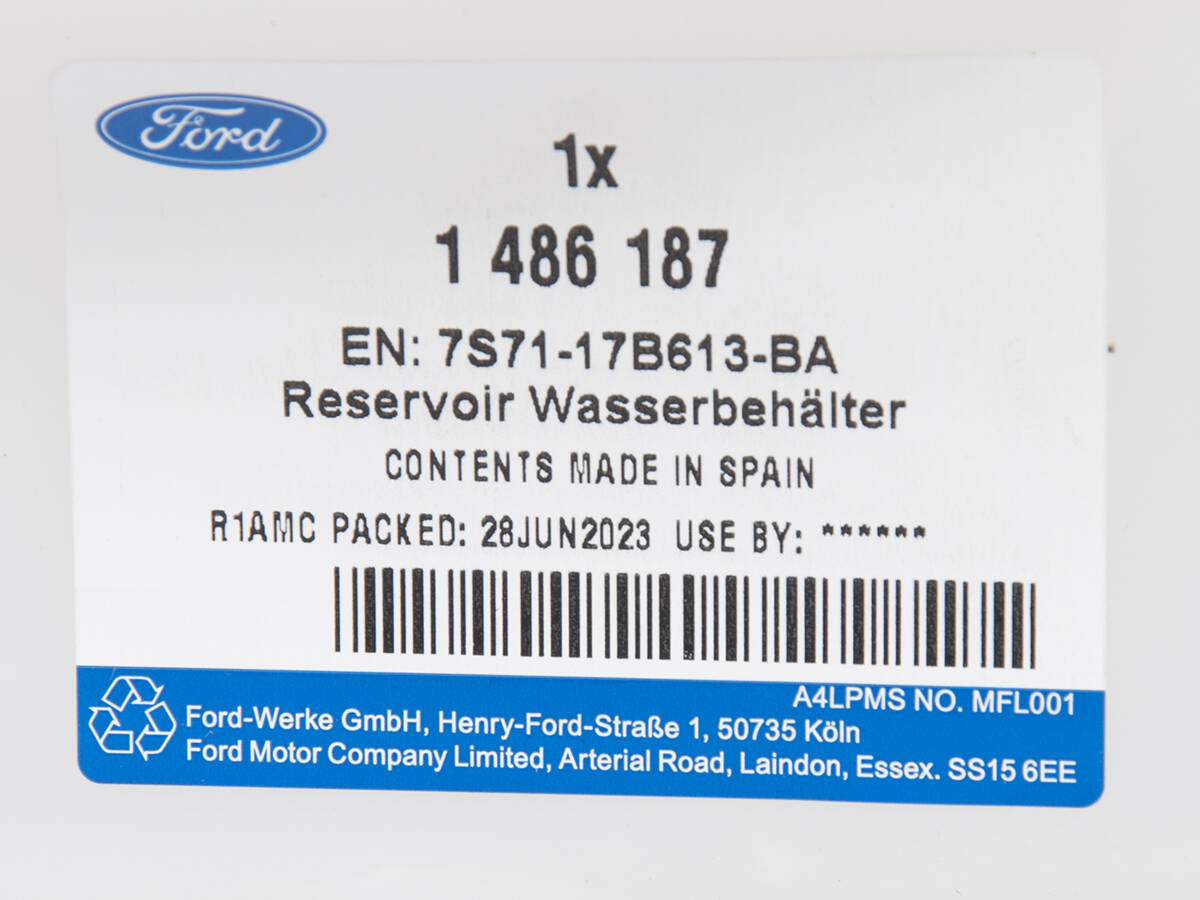 Ford
1x
1 486 187
EN: 7S71-17B613-BA
Reservoir Wasserbehälter
CONTENTS MADE IN SPAIN
R1AMC PACKED: 28JUN2023 USE BY: ******
A4LPMS NO. MFL001
Ford-Werke GmbH, Henry-Ford-Straße 1, 50735 Köln
Ford Motor Company Limited, Arterial Road, Laindon, Essex. SS15 6EE